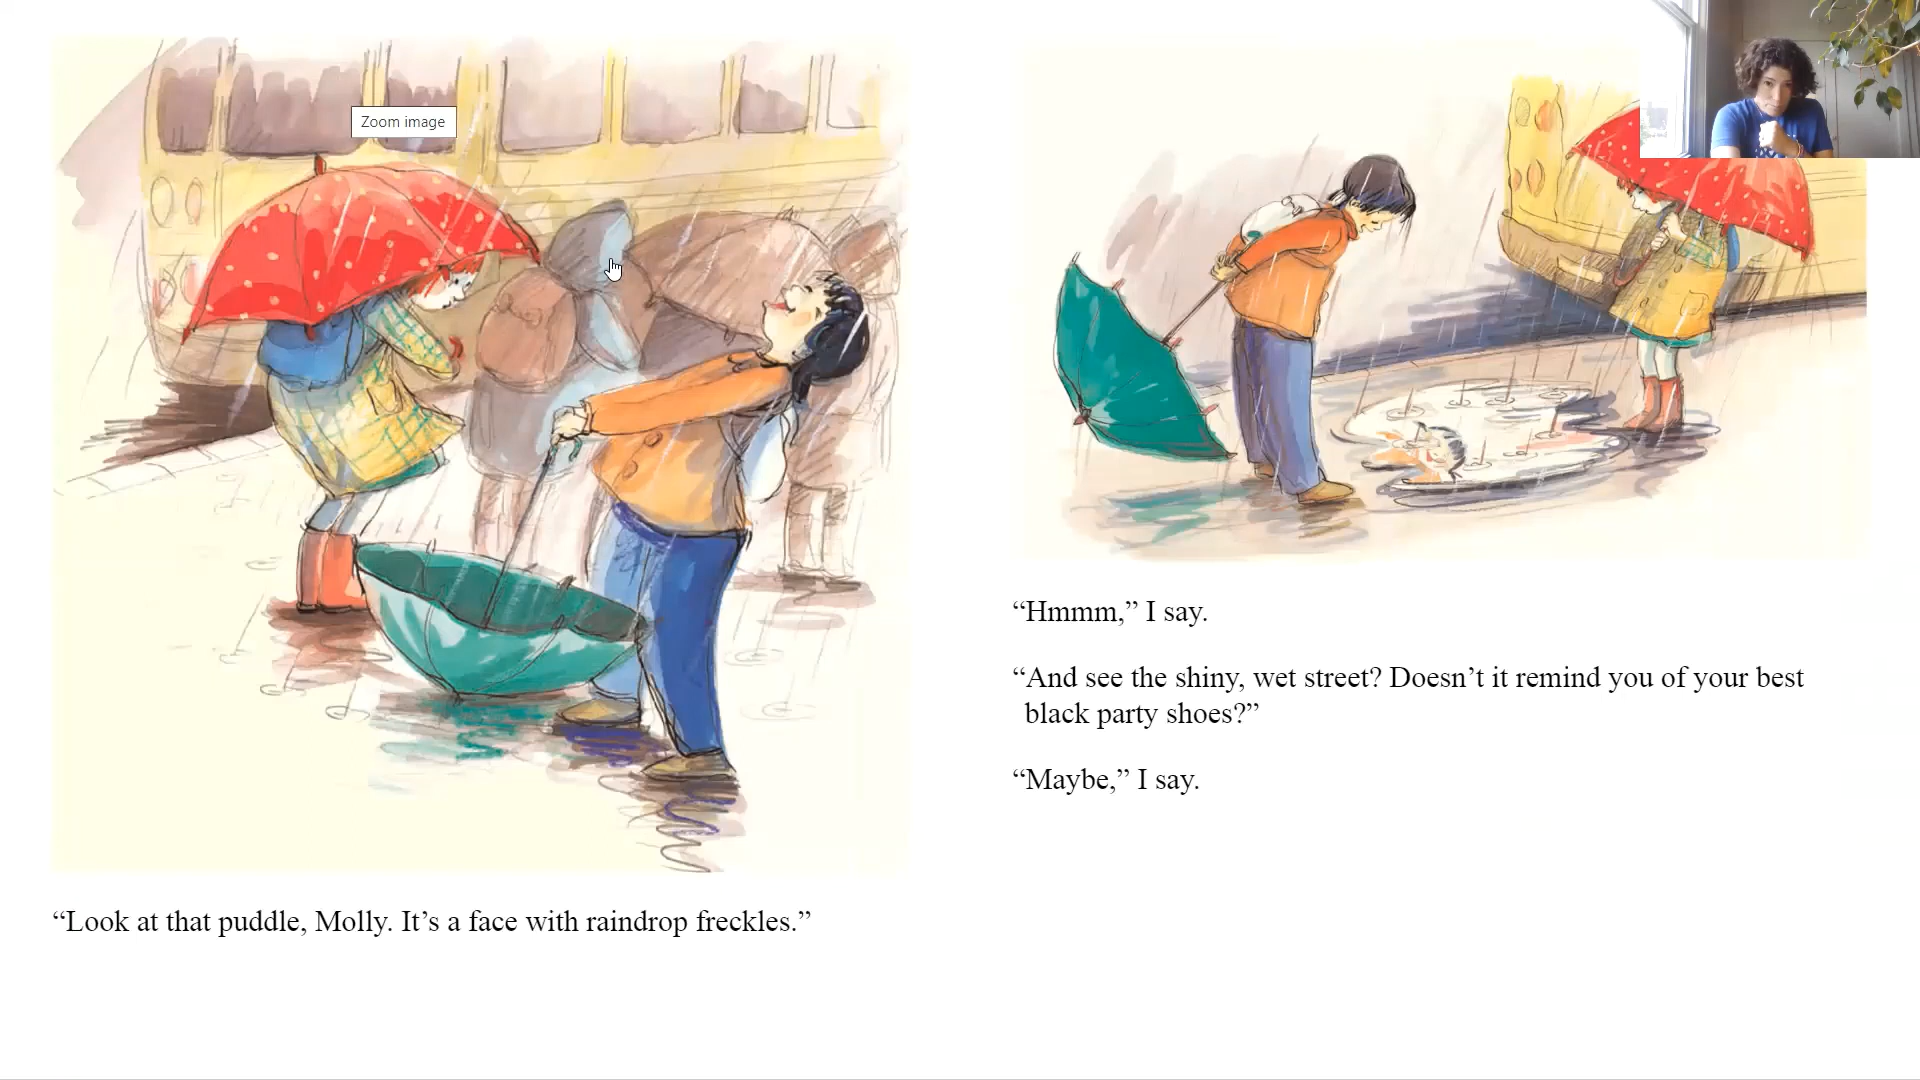 Zoom image
“Look at that puddle, Molly. It’s a face with raindrop freckles.”
“Hmmm,” I say.
“And see the shiny, wet street? Doesn’t it remind you of your best
black party shoes?”
“Maybe,” I say.